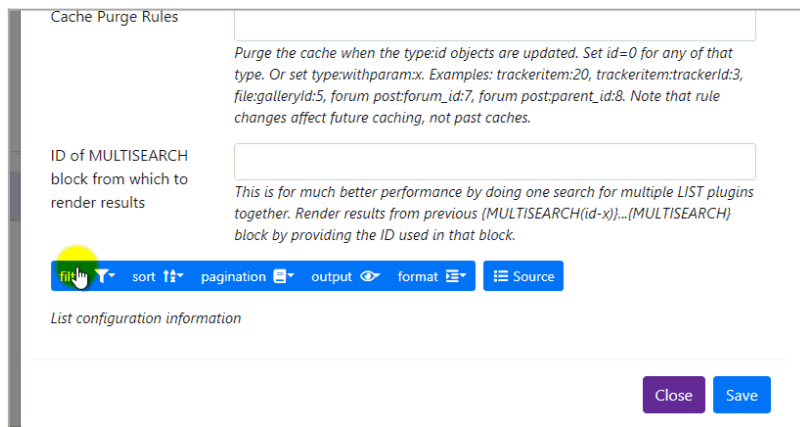 Cache Purge Rules
Purge the cache when the type:id objects are updated. Set id=0 for any of that
type. Or set type:withparam:x. Examples: trackeritem:20, trackeritem:trackerId:3,
file:galleryId:5, forum post:forum_id:7, forum post:parent_id:8. Note that rule
changes affect future caching, not past caches.
ID of MULTISEARCH
block from which to
render results
This is for much better performance by doing one search for multiple LIST plugins
together. Render results from previous {MULTISEARCH(id-x)}...{MULTISEARCH}
block by providing the ID used in that block.
sort pagination output format Source
List configuration information
Close Save